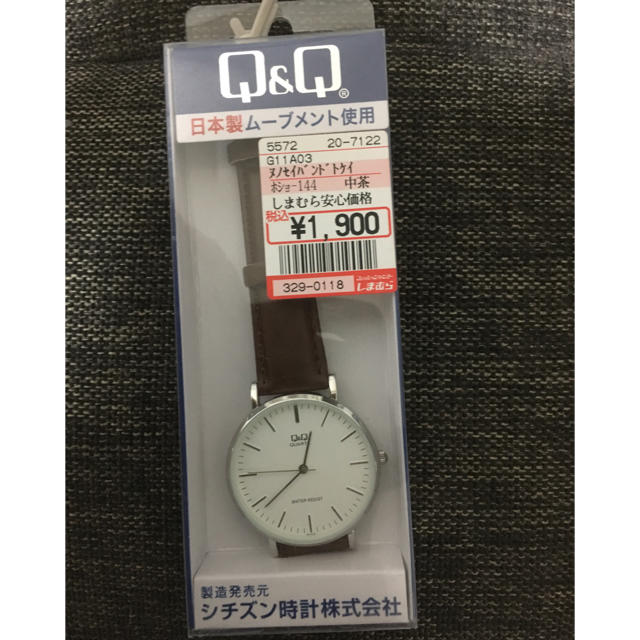 Q&Q®
日本製ムーブメント使用
5572 20-7122
G11A03
ヌノセイバンドドケイ
ホショー144 中茶
しまむら安心価格
税込 ¥1,900
329-0118
しまむら
Q&Q
QUARTZ
WATER RESIST
製造発売元
シチズン時計株式会社